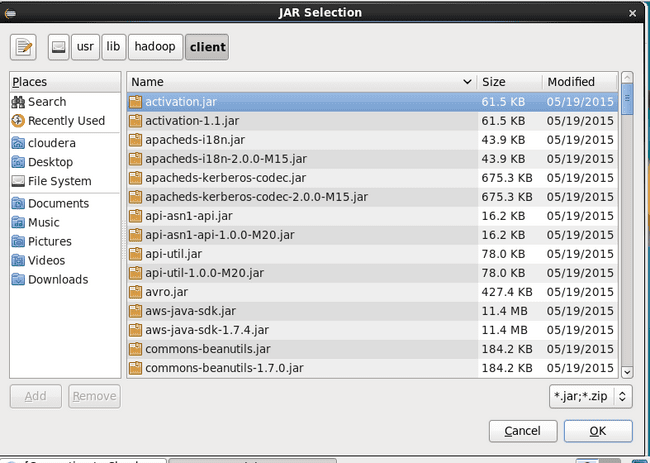 JAR Selection
usr lib hadoop client
Places Name Size Modified
Search activation.jar 61.5 KB 05/19/2015
Recently Used activation-1.1.jar 61.5 KB 05/19/2015
apacheds-i18n.jar 43.9 KB 05/19/2015
cloudera
apacheds-i18n-2.0.0-M15.jar 43.9 KB 05/19/2015
Desktop
File System apacheds-kerberos-codec.jar 675.3 KB 05/19/2015
apacheds-kerberos-codec-2.0.0-M15.jar 675.3 KB 05/19/2015
Documents
Music api-asn1-api.jar 16.2 KB 05/19/2015
Pictures api-asn1-api-1.0.0-M20.jar 16.2 KB 05/19/2015
Videos api-util.jar 78.0 KB 05/19/2015
Downloads api-util-1.0.0-M20.jar 78.0 KB 05/19/2015
avro.jar 427.4 KB 05/19/2015
aws-java-sdk.jar 11.4 MB 05/19/2015
aws-java-sdk-1.7.4.jar 11.4 MB 05/19/2015
commons-beanutils.jar 184.2 KB 05/19/2015
commons-beanutils-1.7.0.jar 184.2 KB 05/19/2015
Add Remove *.jar;*.zip
Cancel OK